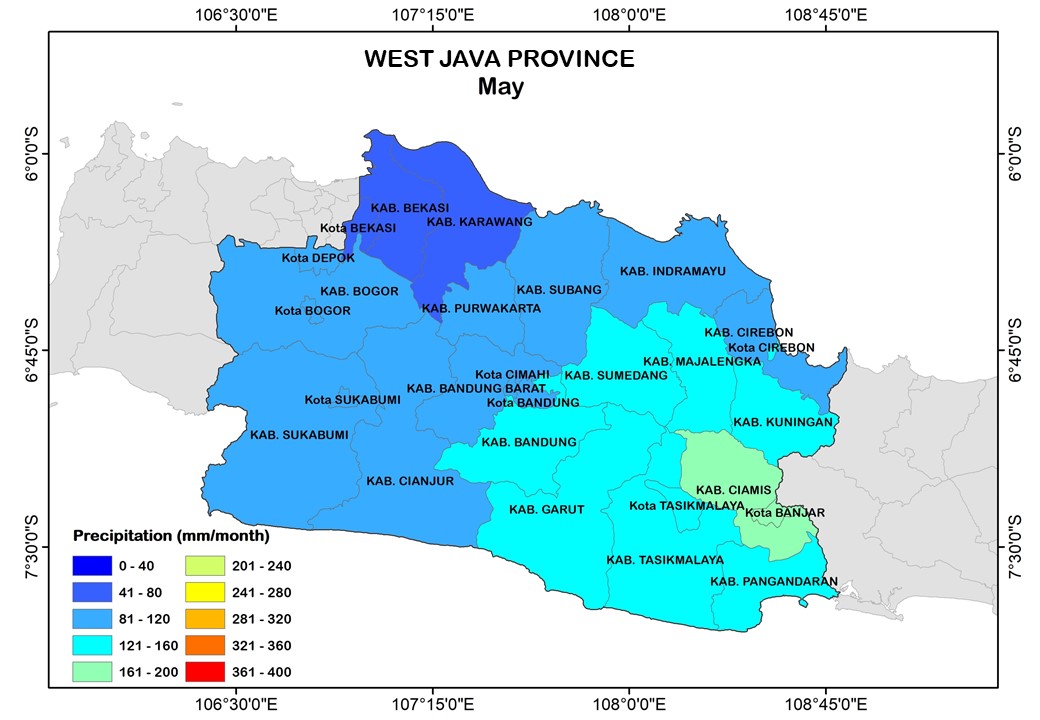 106°30'0"E 107°15'0"E 108°00'0"E 108°45'0"E
WEST JAVA PROVINCE
May
6°0'0"S 6°0'0"S
KAB. BEKASI
KAB. KARAWANG
Kota BEKASI
Kota DEPOK
KAB. INDRAMAYU
KAB. BOGOR
KAB. SUBANG
Kota BOGOR
KAB. PURWAKARTA
KAB. CIREBON
Kota CIREBON
6°45'0"S 6°45'0"S
KAB. MAJALENGKA
Kota CIMAHI
KAB. SUMEDANG
KAB. BANDUNG BARAT
Kota SUKABUMI
Kota BANDUNG
KAB. KUNINGAN
KAB. SUKABUMI
KAB. BANDUNG
KAB. CIANJUR
KAB. CIAMIS
Kota TASIKMALAYA
KAB. GARUT
Kota BANJAR
7°30'0"S 7°30'0"S
KAB. TASIKMALAYA
KAB. PANGANDARAN
Precipitation (mm/month)
0 - 40 201 - 240
41 - 80 241 - 280
81 - 120 281 - 320
121 - 160 321 - 360
161 - 200 361 - 400
106°30'0"E 107°15'0"E 108°00'0"E 108°45'0"E